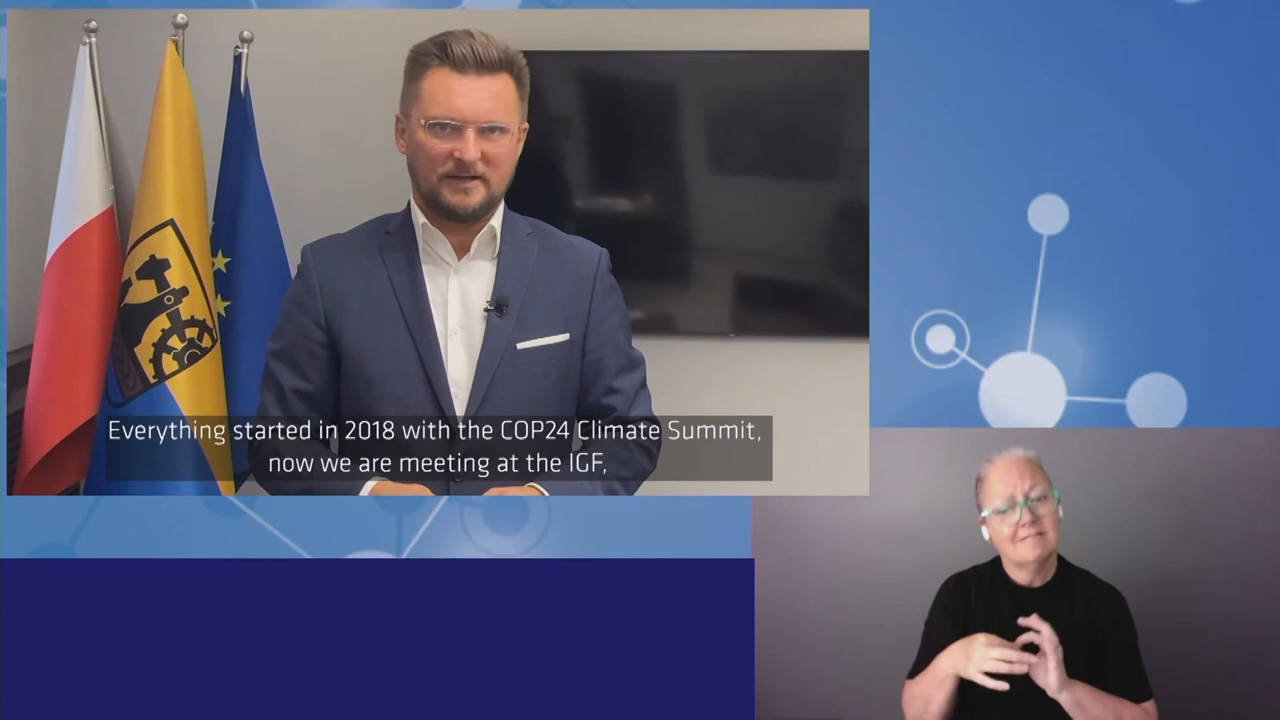 Everything started in 2018 with the COP24 Climate Summit,
now we are meeting at the IGF,